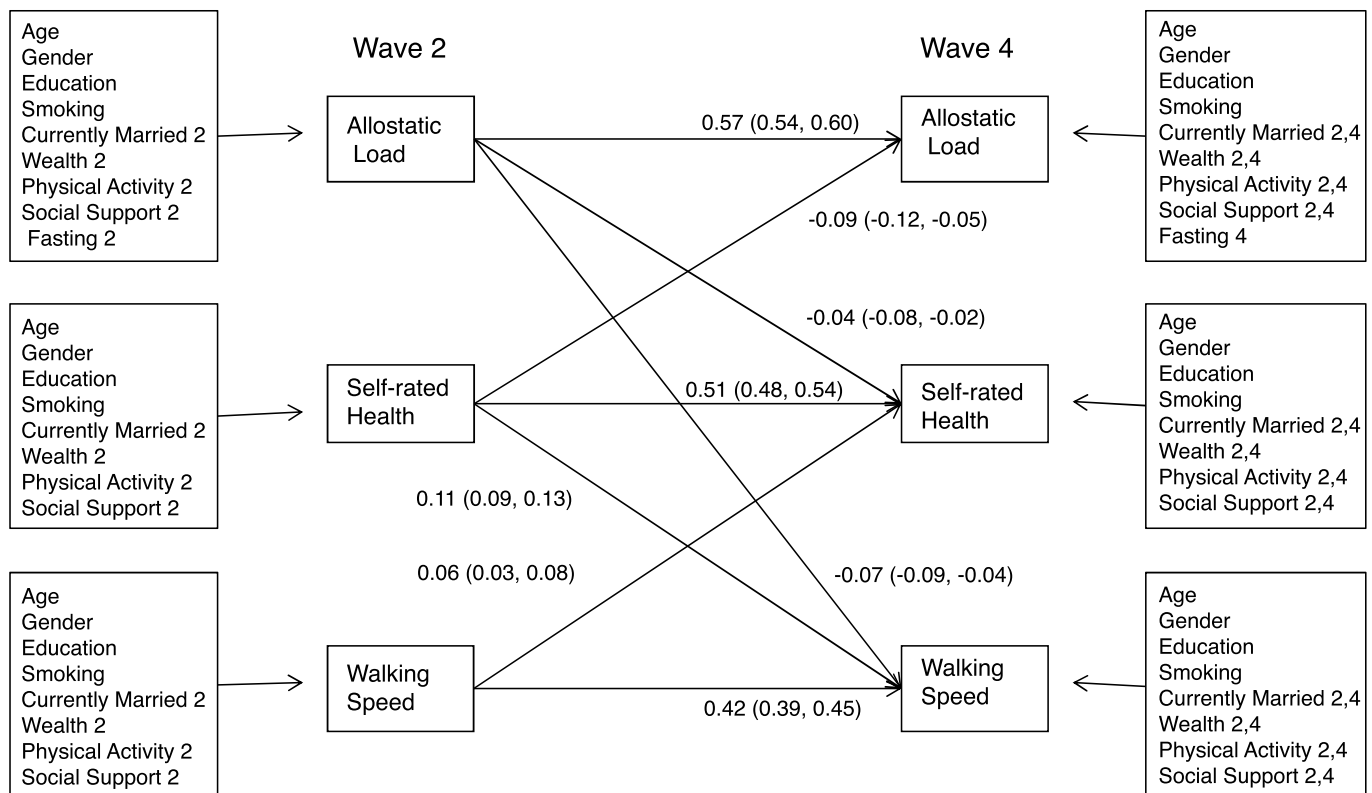 Age
Gender
Education
Smoking
Currently Married 2
Wealth 2
Physical Activity 2
Social Support 2
Fasting 2
Wave 2
Allostatic
Load
0.57 (0.54, 0.60)
-0.09 (-0.12, -0.05)
Wave 4
Allostatic
Load
Age
Gender
Education
Smoking
Currently Married 2,4
Wealth 2,4
Physical Activity 2,4
Social Support 2,4
Fasting 4
Age
Gender
Education
Smoking
Currently Married 2
Wealth 2
Physical Activity 2
Social Support 2
Self-rated
Health
-0.04 (-0.08, -0.02)
0.51 (0.48, 0.54)
0.11 (0.09, 0.13)
Self-rated
Health
Age
Gender
Education
Smoking
Currently Married 2,4
Wealth 2,4
Physical Activity 2,4
Social Support 2,4
Age
Gender
Education
Smoking
Currently Married 2
Wealth 2
Physical Activity 2
Social Support 2
0.06 (0.03, 0.08)
-0.07 (-0.09, -0.04)
Walking
Speed
0.42 (0.39, 0.45)
Walking
Speed
Age
Gender
Education
Smoking
Currently Married 2,4
Wealth 2,4
Physical Activity 2,4
Social Support 2,4